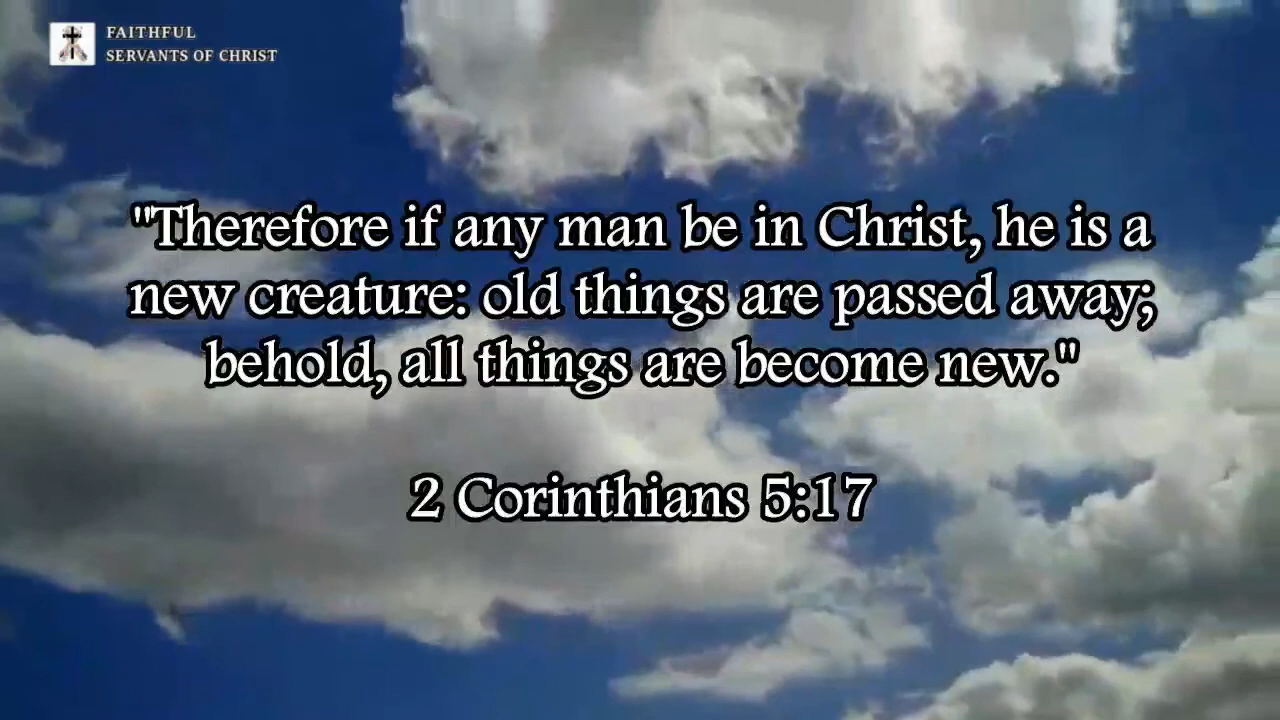 FAITHFUL
SERVANTS OF CHRIST
"Therefore if any man be in Christ, he is a
new creature: old things are passed away;
behold, all things are become new."
2 Corinthians 5:17